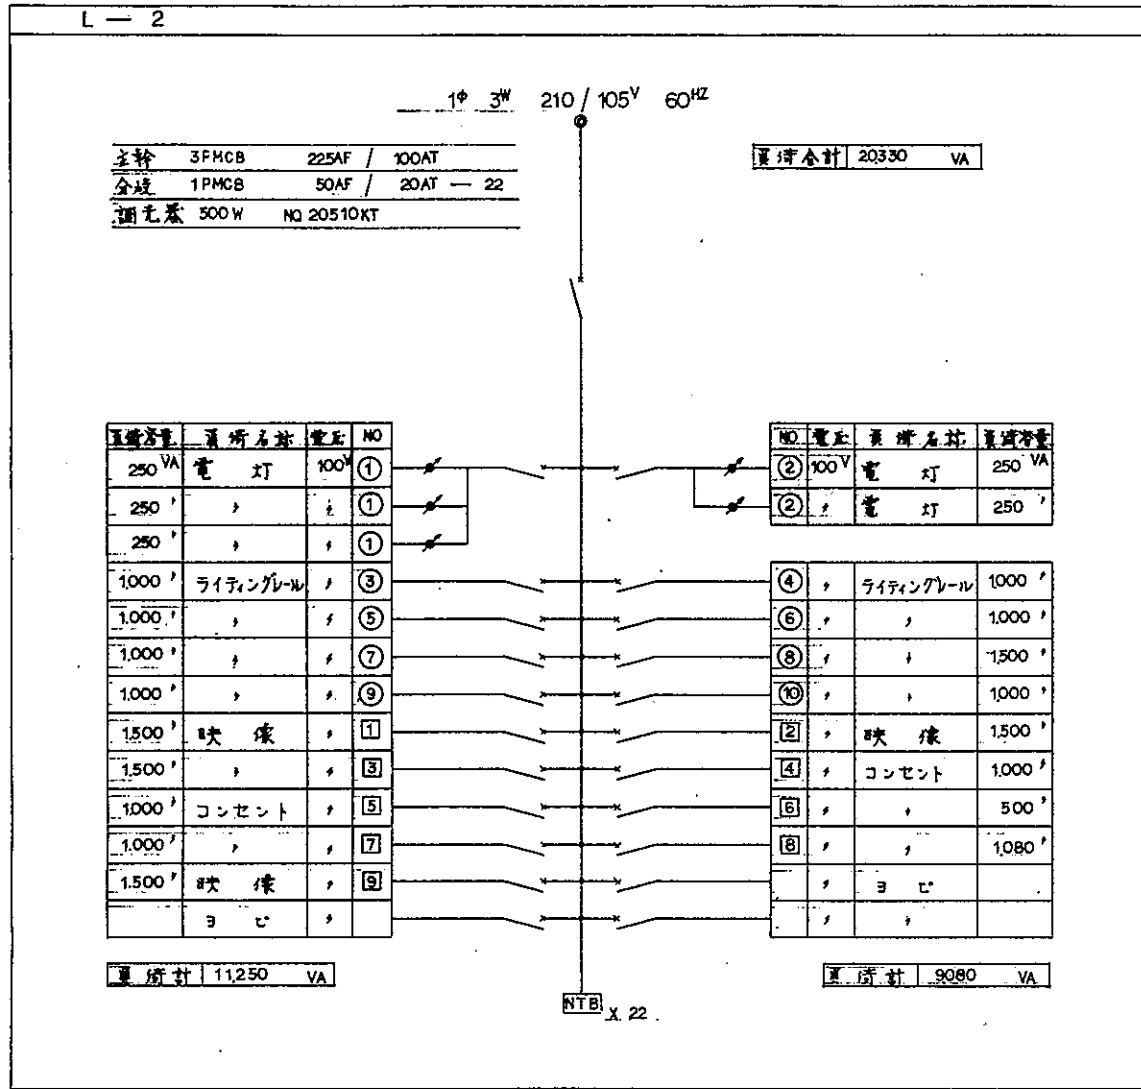 L — 2
1φ 3W 210 / 105V 60HZ
主幹 3PMCB 225AF / 100AT
分岐 1PMCB 50AF / 20AT — 22
調光器 500W NO 20510KT
負荷合計 20330 VA
負荷容量 負荷名称 電圧 NO
250 VA 電灯 100V ①
250 〃 〃 〃 ①
250 〃 〃 〃 ①
1,000 〃 ライティングレール 〃 ③
1,000 〃 〃 〃 ⑤
1,000 〃 〃 〃 ⑦
1,000 〃 〃 〃 ⑨
1,500 〃 映像 〃 1
1,500 〃 〃 〃 3
1,000 〃 コンセント 〃 5
1,000 〃 〃 〃 7
1.500 〃 映像 〃 9
ヨビ 〃
負荷計 11,250 VA
NO 電圧 負荷名称 負荷容量
② 100V 電灯 250 VA
② 〃 電灯 250 〃
④ 〃 ライティングレール 1,000 〃
⑥ 〃 〃 1,000 〃
⑧ 〃 〃 1,500 〃
⑩ 〃 〃 1,000 〃
2 〃 映像 1,500 〃
4 〃 コンセント 1,000 〃
6 〃 〃 500 〃
8 〃 〃 1,080 〃
〃 ヨビ
〃 〃
負荷計 9080 VA
NTB X 22